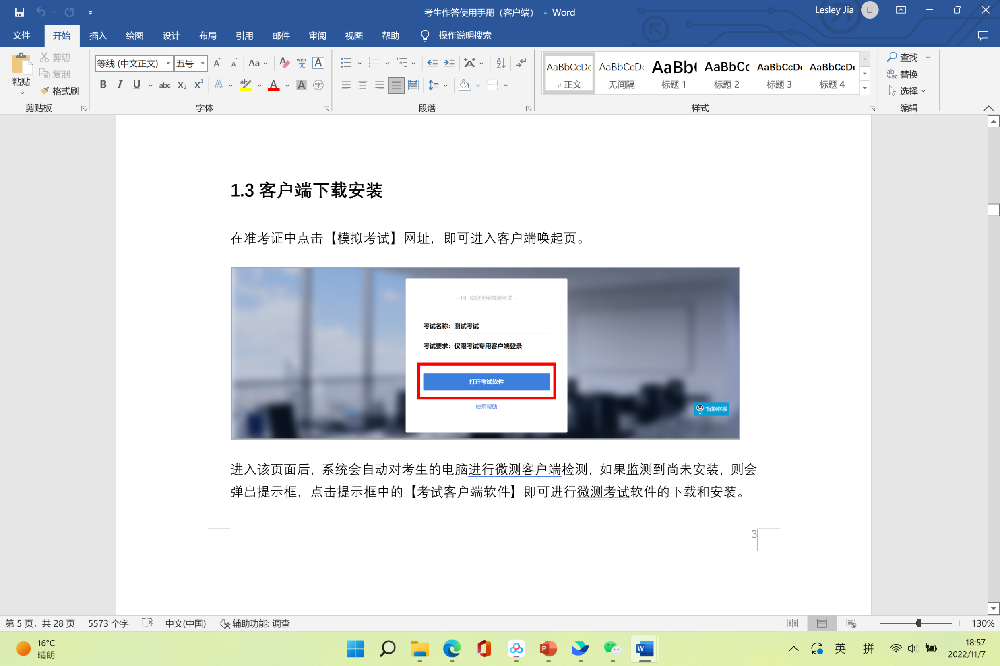 考生作答使用手册（客户端） - Word
Lesley Jia
LJ
文件 开始 插入 绘图 设计 布局 引用 邮件 审阅 视图 帮助 操作说明搜索
粘贴
剪切
复制
格式刷
剪贴板
等线 (中文正文) 五号
字体
段落
AaBbCcDc 正文
AaBbCcDc 无间隔
AaBb 标题 1
AaBbCc 标题 2
AaBbCcD 标题 3
AaBbCcD 标题 4
样式
查找
替换
选择
编辑
1.3 客户端下载安装
在准考证中点击【模拟考试】网址，即可进入客户端唤起页。
- HI, 欢迎使用微测考试 -
考试名称：测试考试
考试要求：仅限考试专用客户端登录
打开考试软件
使用帮助
智能客服
进入该页面后，系统会自动对考生的电脑进行微测客户端检测，如果监测到尚未安装，则会
弹出提示框，点击提示框中的【考试客户端软件】即可进行微测考试软件的下载和安装。
3
第 5 页，共 28 页 5573 个字 中文(中国) 辅助功能: 调查 130%
16°C
晴朗
英 拼
18:57
2022/11/7